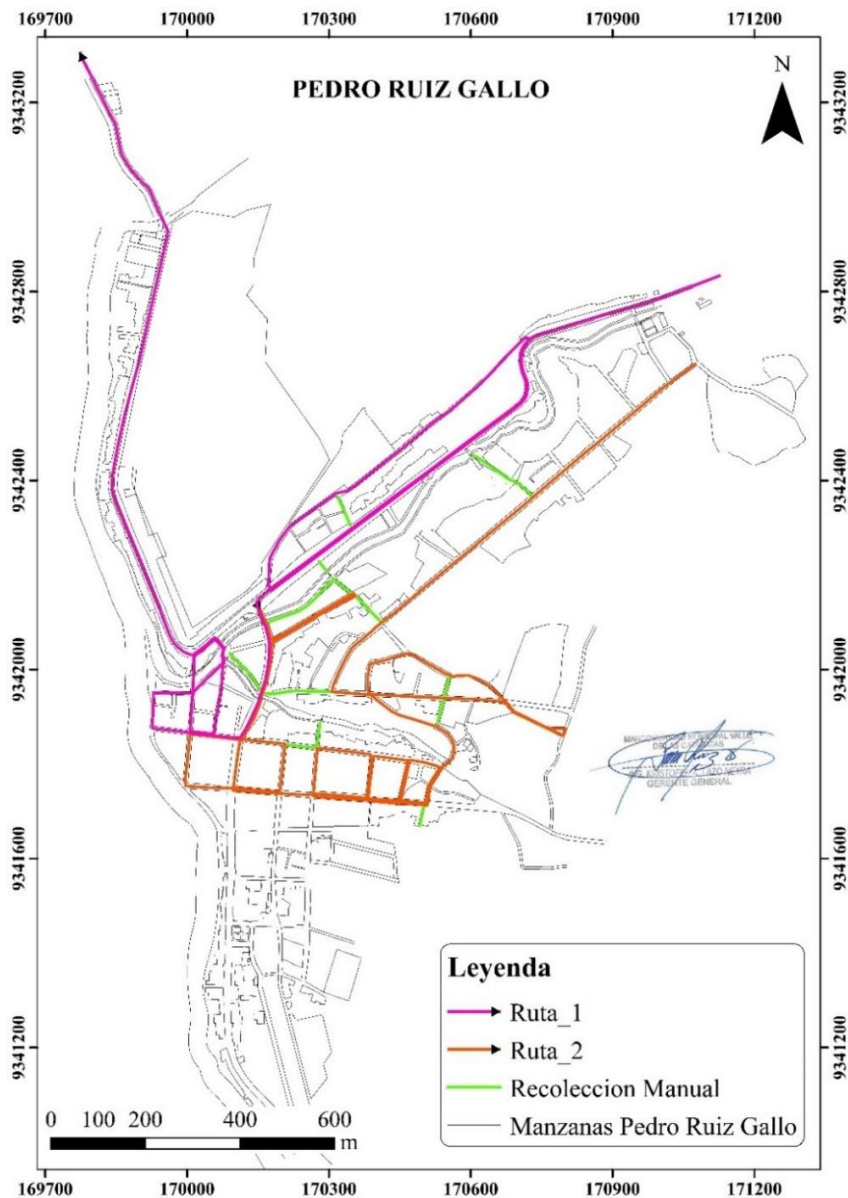 169700 170000 170300 170600 170900 171200
PEDRO RUIZ GALLO
N
9343200 9343200
9342800 9342800
9342400 9342400
9342000 9342000
GERENTE GENERAL
9341600 9341600
Leyenda
Ruta_1
Ruta_2
9341200 9341200
Recoleccion Manual
0 100 200 400 600
m
Manzanas Pedro Ruiz Gallo
169700 170000 170300 170600 170900 171200